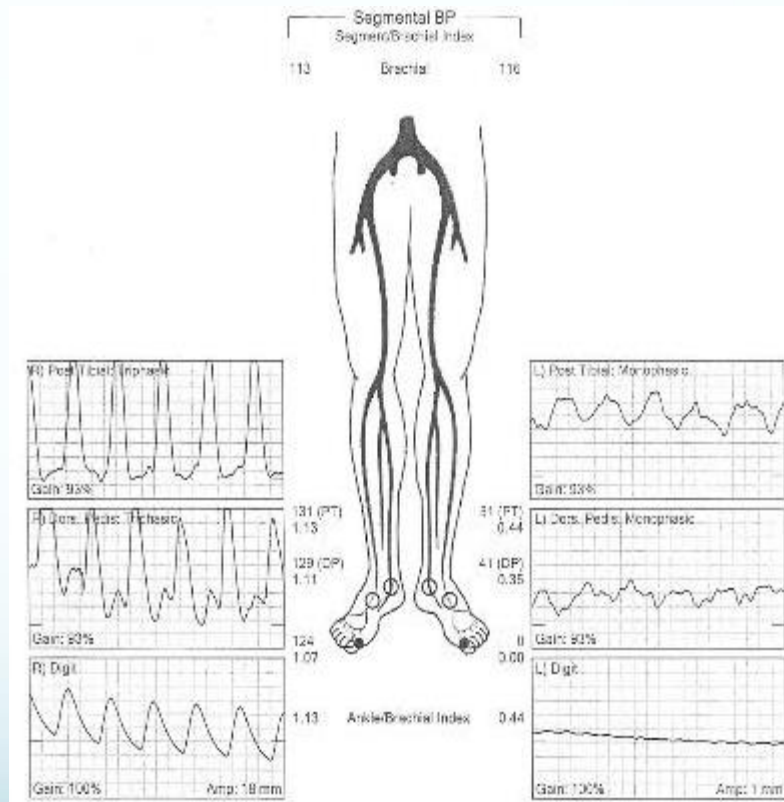 Segmental BP
Segment/Brachial Index
113 Brachial 116
R) Post Tibial: Triphasic
Gain: 93%
L) Post Tibial: Monophasic
Gain: 93%
131 (PT)
1.13
(PT)
0.44
R) Dors. Pedis: Triphasic
Gain: 93%
129 (DP)
1.11
41 (DP)
0.35
L) Dors. Pedis: Monophasic
Gain: 93%
124
1.07
0
0.00
R) Digit
Gain: 100% Amp: 18 mm
1.13 Ankle/Brachial Index 0.44
L) Digit
Gain: 100% Amp: 1 mm